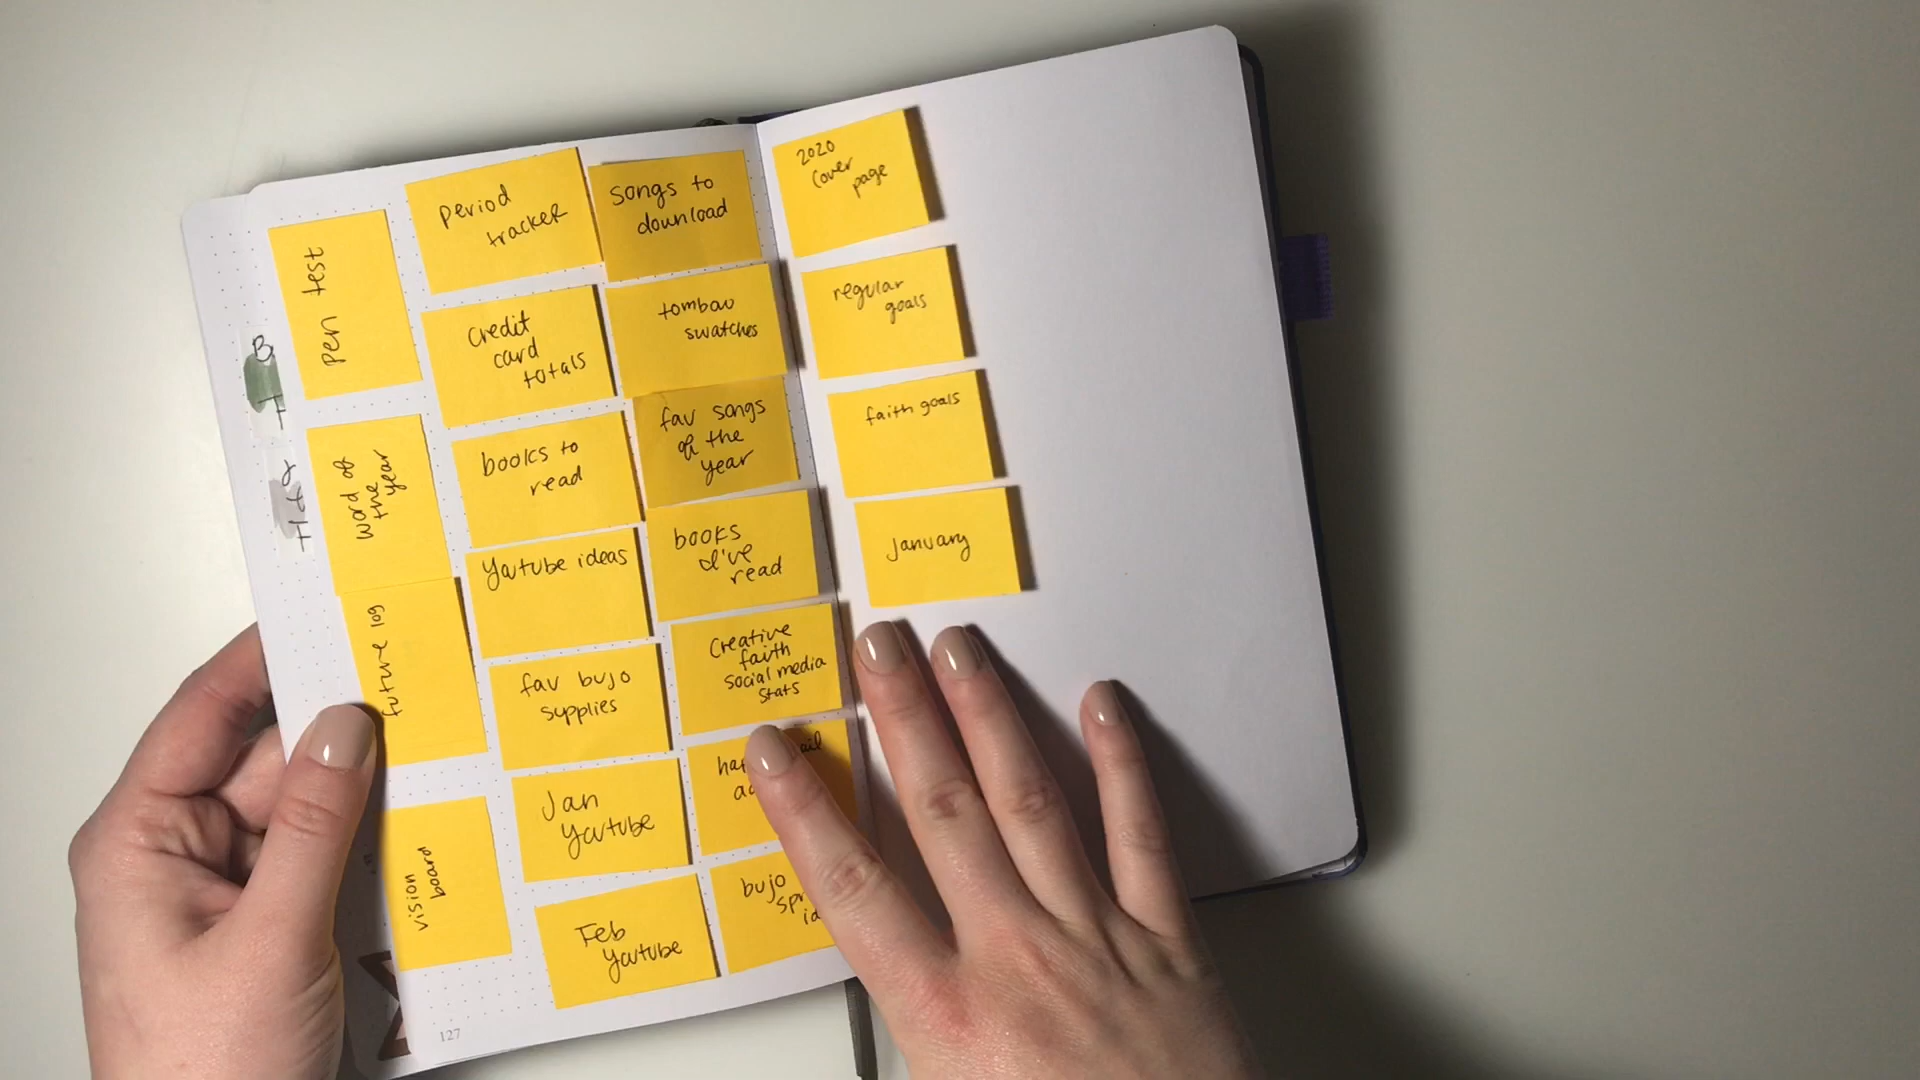 pen test
word of
the year
future log
vision
board
period
tracker
credit
card
totals
books to
read
Youtube ideas
fav bujo
supplies
Jan
youtube
Feb
youtube
songs to
download
tombow
swatches
fav songs
of the
year
books
I've
read
Creative
faith
social media
stats
bujo
2020
cover
page
regular
goals
faith goals
January
127